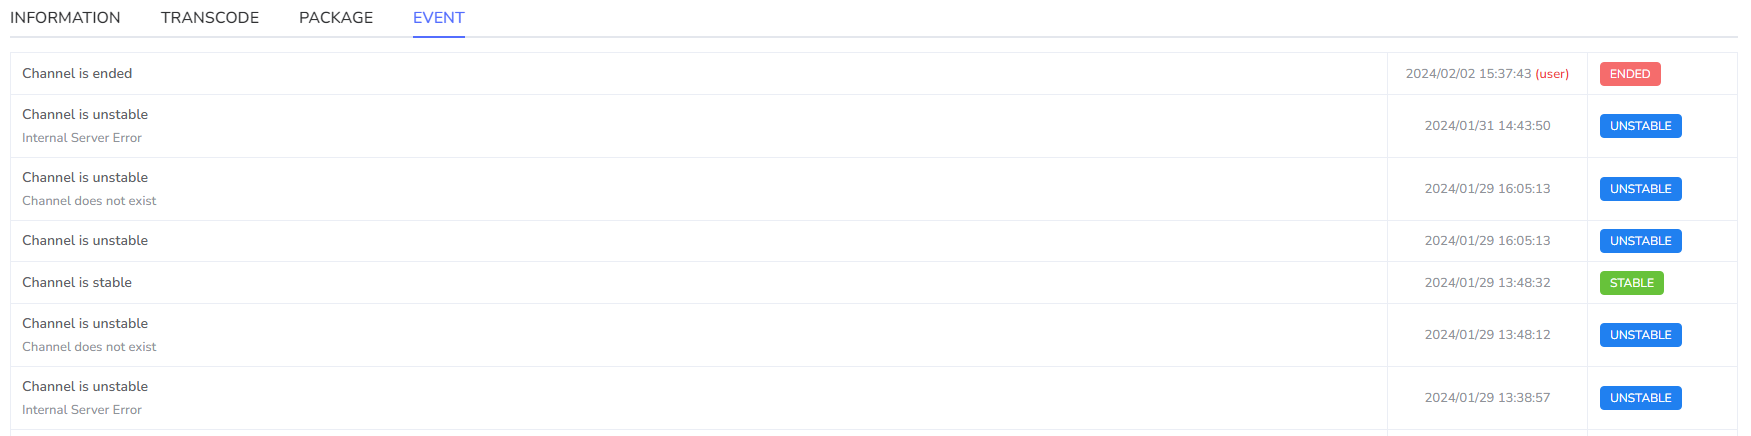 INFORMATION TRANSCODE PACKAGE EVENT
Channel is ended 2024/02/02 15:37:43 (user) ENDED
Channel is unstable
Internal Server Error 2024/01/31 14:43:50 UNSTABLE
Channel is unstable
Channel does not exist 2024/01/29 16:05:13 UNSTABLE
Channel is unstable 2024/01/29 16:05:13 UNSTABLE
Channel is stable 2024/01/29 13:48:32 STABLE
Channel is unstable
Channel does not exist 2024/01/29 13:48:12 UNSTABLE
Channel is unstable
Internal Server Error 2024/01/29 13:38:57 UNSTABLE